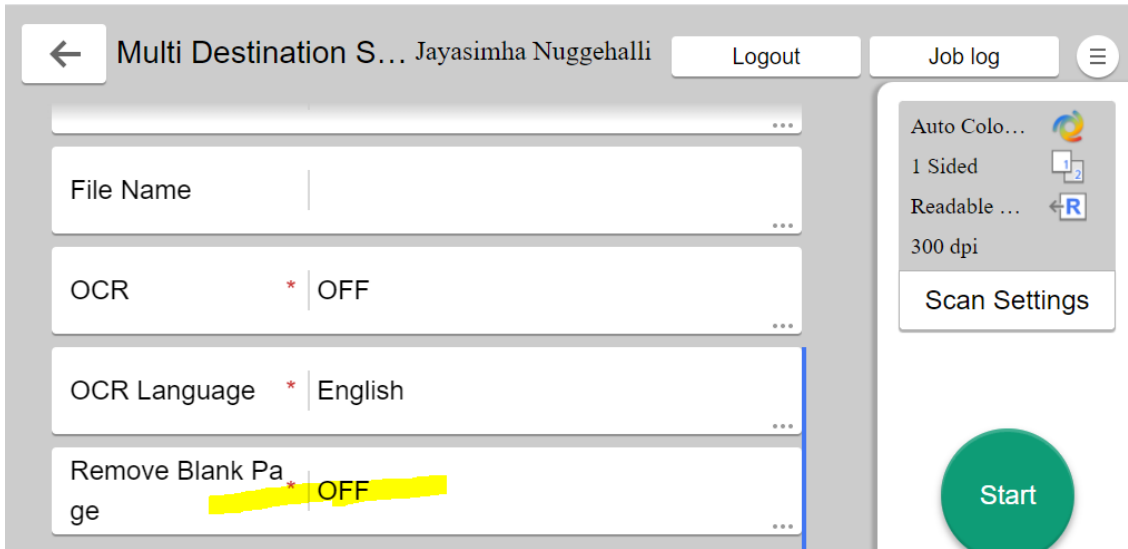 Multi Destination S... Jayasimha Nuggehalli Logout Job log
File Name
OCR * OFF
OCR Language * English
Remove Blank Pa
ge * OFF
Auto Colo...
1 Sided
Readable ...
300 dpi
Scan Settings
Start